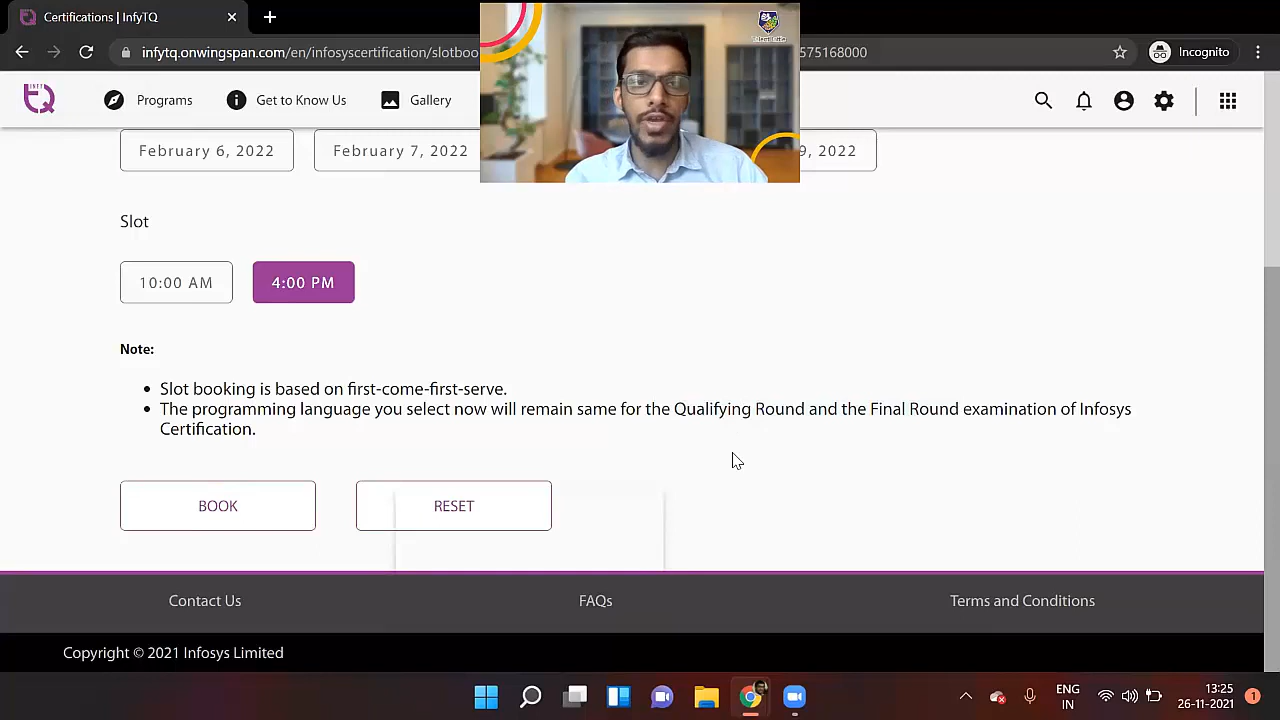 Certifications | InfyTQ
infytq.onwingspan.com/en/infosyscertification/slotboo
575168000
Incognito
Programs
Get to Know Us
Gallery
February 6, 2022
February 7, 2022
9, 2022
Slot
10:00 AM
4:00 PM
Note:
Slot booking is based on first-come-first-serve.
The programming language you select now will remain same for the Qualifying Round and the Final Round examination of Infosys
Certification.
BOOK
RESET
Contact Us
FAQs
Terms and Conditions
Copyright © 2021 Infosys Limited
ENG
IN
13:25
26-11-2021
1